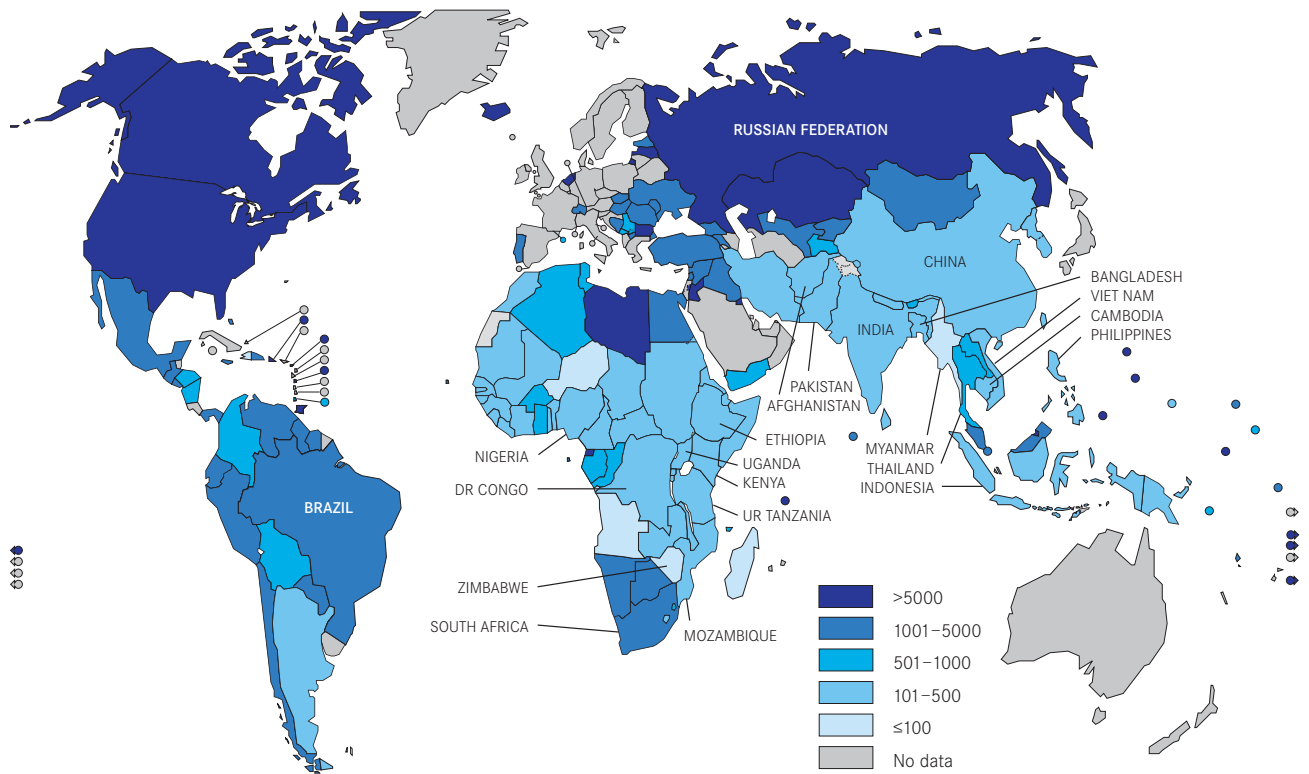 RUSSIAN FEDERATION
CHINA
BANGLADESH
VIET NAM
CAMBODIA
PHILIPPINES
INDIA
PAKISTAN
AFGHANISTAN
ETHIOPIA
NIGERIA
UGANDA
KENYA
DR CONGO
UR TANZANIA
MYANMAR
THAILAND
INDONESIA
BRAZIL
ZIMBABWE
SOUTH AFRICA
MOZAMBIQUE
>5000
1001–5000
501–1000
101–500
≤100
No data